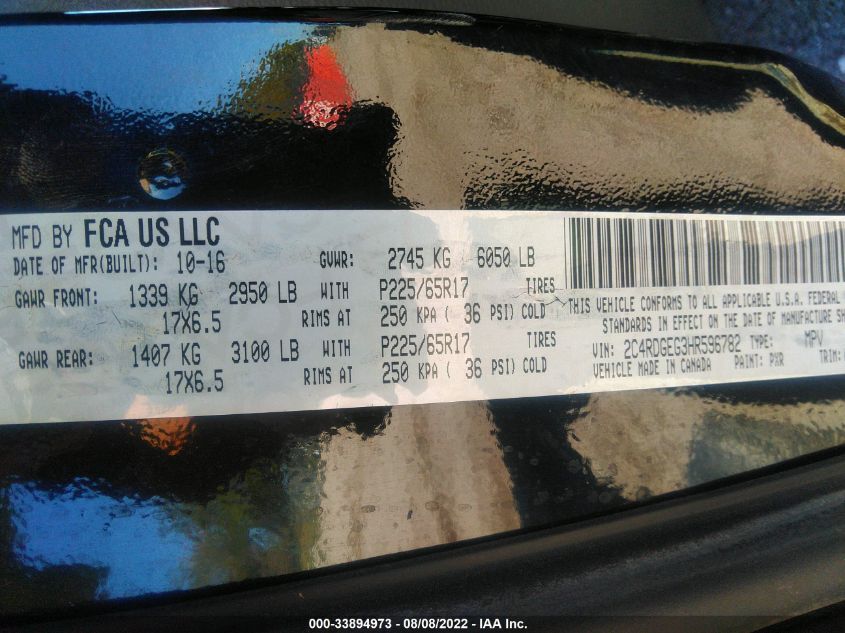 MFD BY FCA US LLC
DATE OF MFR(BUILT): 10-16 GVWR: 2745 KG 6050 LB
GAWR FRONT: 1339 KG 2950 LB WITH P225/65R17 TIRES
17X6.5 RIMS AT 250 KPA ( 36 PSI) COLD
GAWR REAR: 1407 KG 3100 LB WITH P225/65R17 TIRES
17X6.5 RIMS AT 250 KPA ( 36 PSI) COLD
THIS VEHICLE CONFORMS TO ALL APPLICABLE U.S.A. FEDERAL
STANDARDS IN EFFECT ON THE DATE OF MANUFACTURE SH
VIN: 2C4RDGEG3HR596782 TYPE: MPV
VEHICLE MADE IN CANADA PAINT: PXR TRIM:
000-33894973 - 08/08/2022 - IAA Inc.